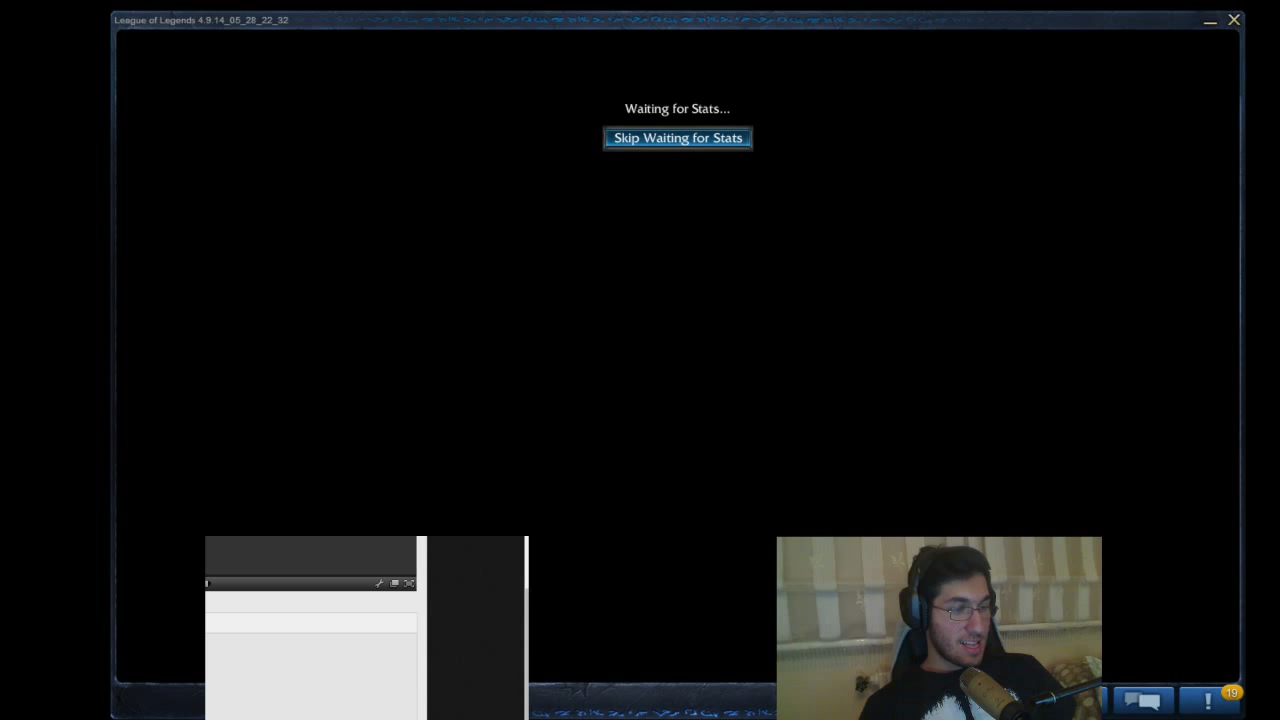 League of Legends 4.9.14_05_28_22_32
Waiting for Stats...
Skip Waiting for Stats
19